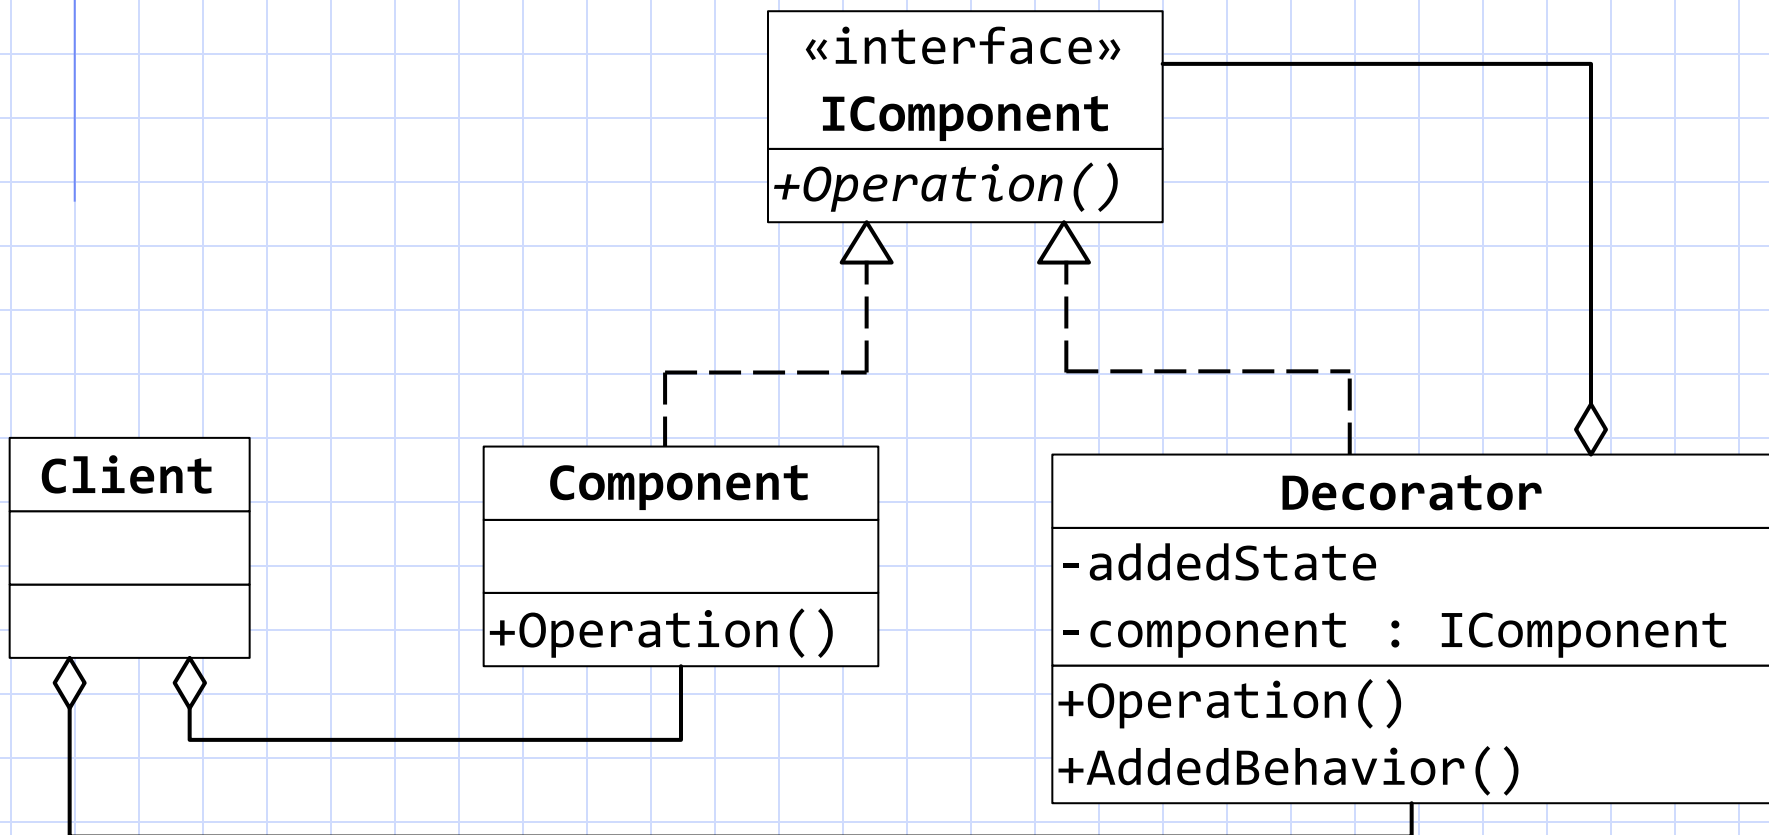 «interface»
IComponent
+Operation()
Client
Component
+Operation()
Decorator
-addedState
-component : IComponent
+Operation()
+AddedBehavior()